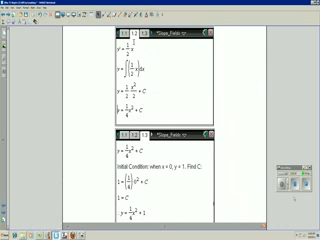 1.1 1.2 1.3 *Slope_Fields
y' = 1/2 x
y = ∫(1/2 x)dx
y = 1/2 · x²/2 + C
y = 1/4 x² + C
1.1 1.2 1.3 *Slope_Fields
y = 1/4 x² + C
Initial Condition: when x = 0, y = 1. Find C:
1 = (1/4) 0² + C
1 = C
y = 1/4 x² + 1